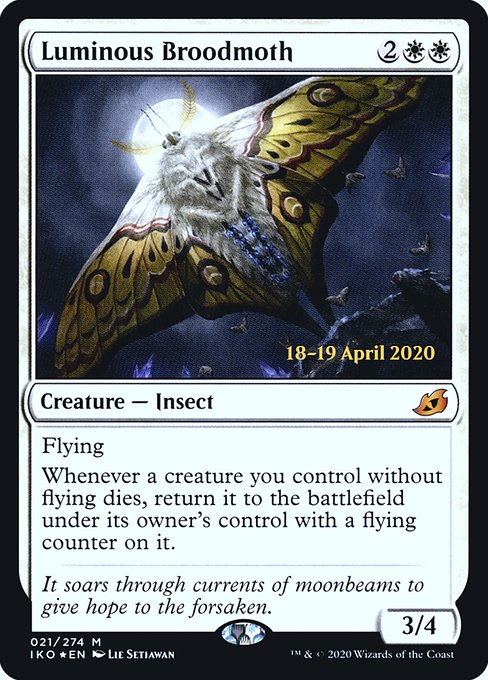 Luminous Broodmoth 2
18-19 April 2020
Creature — Insect
Flying
Whenever a creature you control without
flying dies, return it to the battlefield
under its owner's control with a flying
counter on it.
It soars through currents of moonbeams to
give hope to the forsaken.
3/4
021/274 M
IKO★EN Lie Setiawan
™ & © 2020 Wizards of the Coast